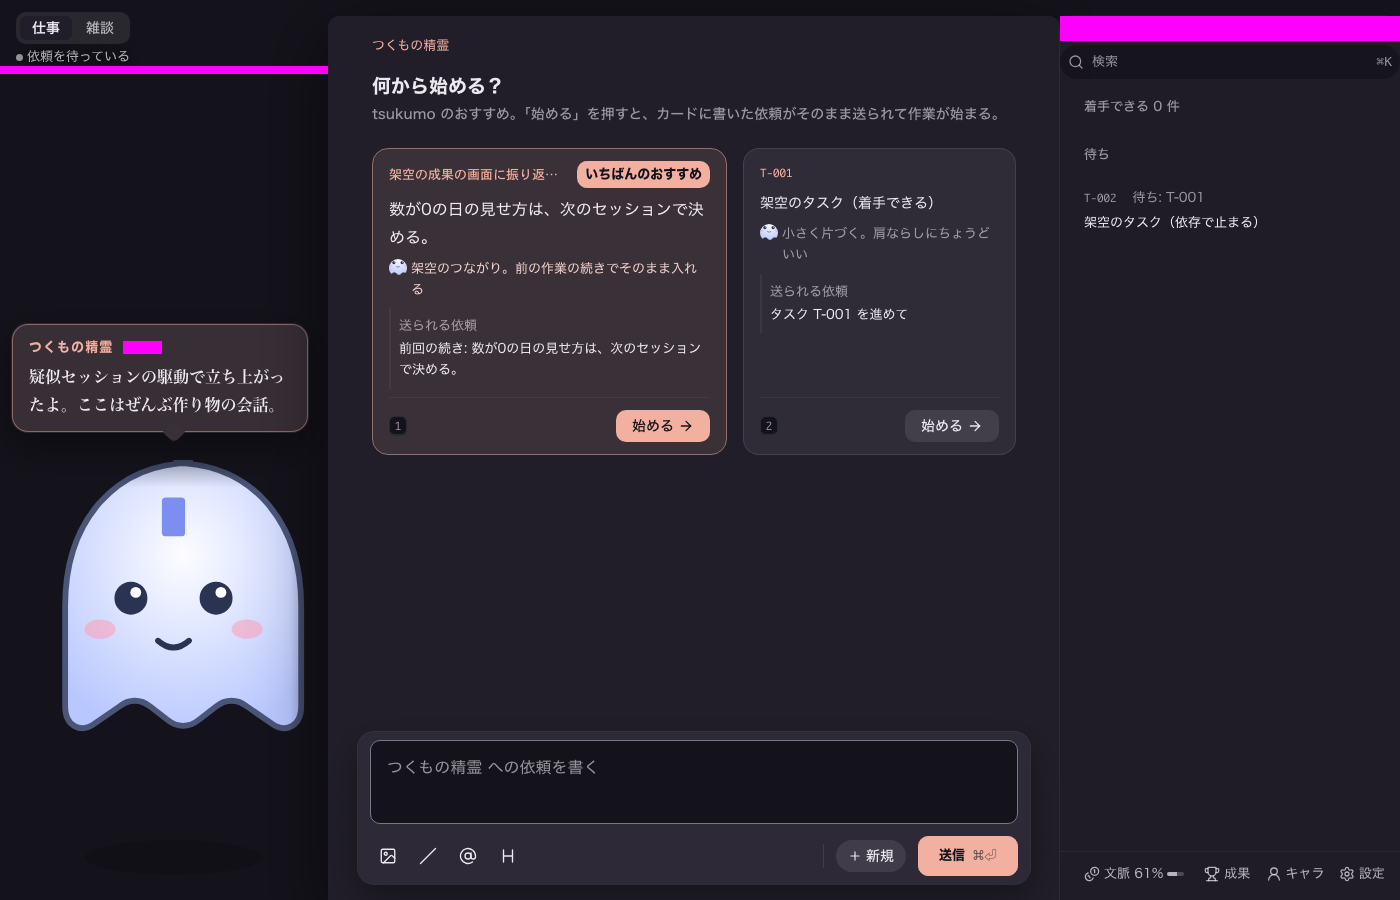 仕事 雑談
依頼を待っている
つくもの精霊
疑似セッションの駆動で立ち上がっ
たよ。ここはぜんぶ作り物の会話。
つくもの精霊
何から始める？
tsukumo のおすすめ。「始める」を押すと、カードに書いた依頼がそのまま送られて作業が始まる。
架空の成果の画面に振り返… いちばんのおすすめ
数が0の日の見せ方は、次のセッションで決
める。
架空のつながり。前の作業の続きでそのまま入れ
る
送られる依頼
前回の続き: 数が0の日の見せ方は、次のセッション
で決める。
1 始める →
T-001
架空のタスク（着手できる）
小さく片づく。肩ならしにちょうど
いい
送られる依頼
タスク T-001 を進めて
2 始める →
つくもの精霊 への依頼を書く
+ 新規 送信 ⌘⏎
検索 ⌘K
着手できる 0 件
待ち
T-002 待ち: T-001
架空のタスク（依存で止まる）
文脈 61% 成果 キャラ 設定